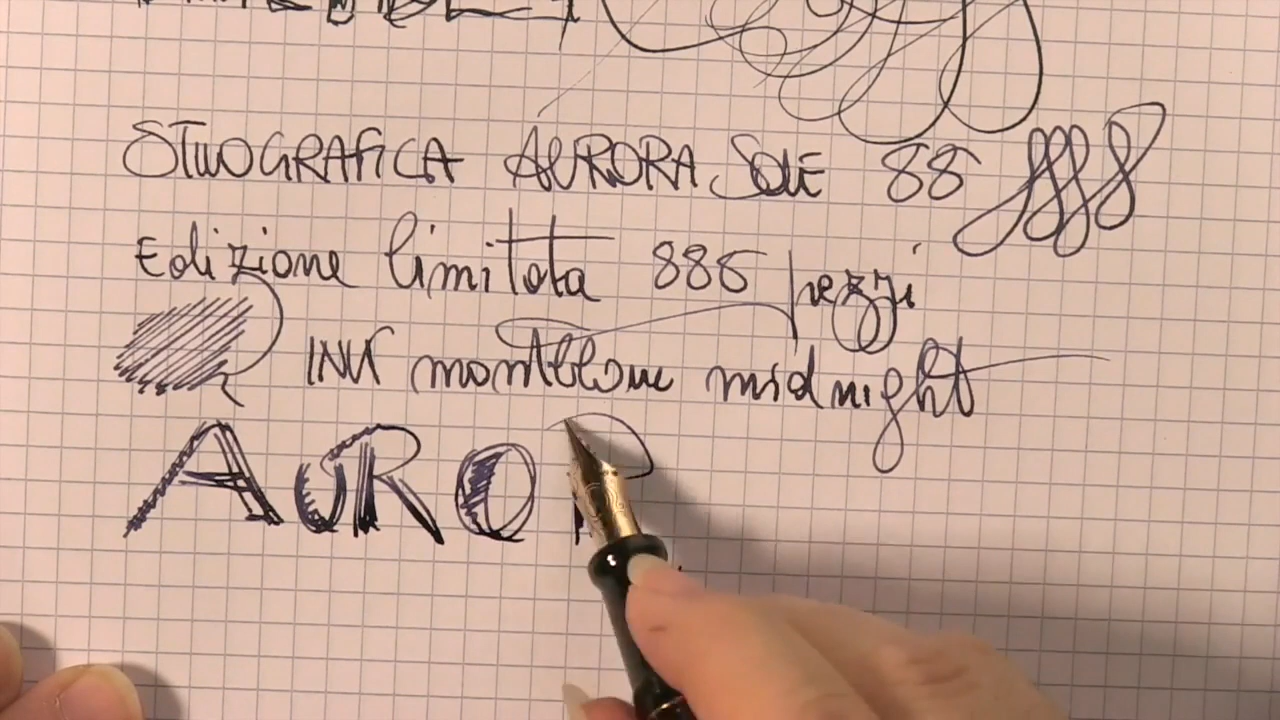 STILOGRAFICA AURORA SOLE 88
Edizione limitata 888 pezzi
INK montblanc midnight
AURO